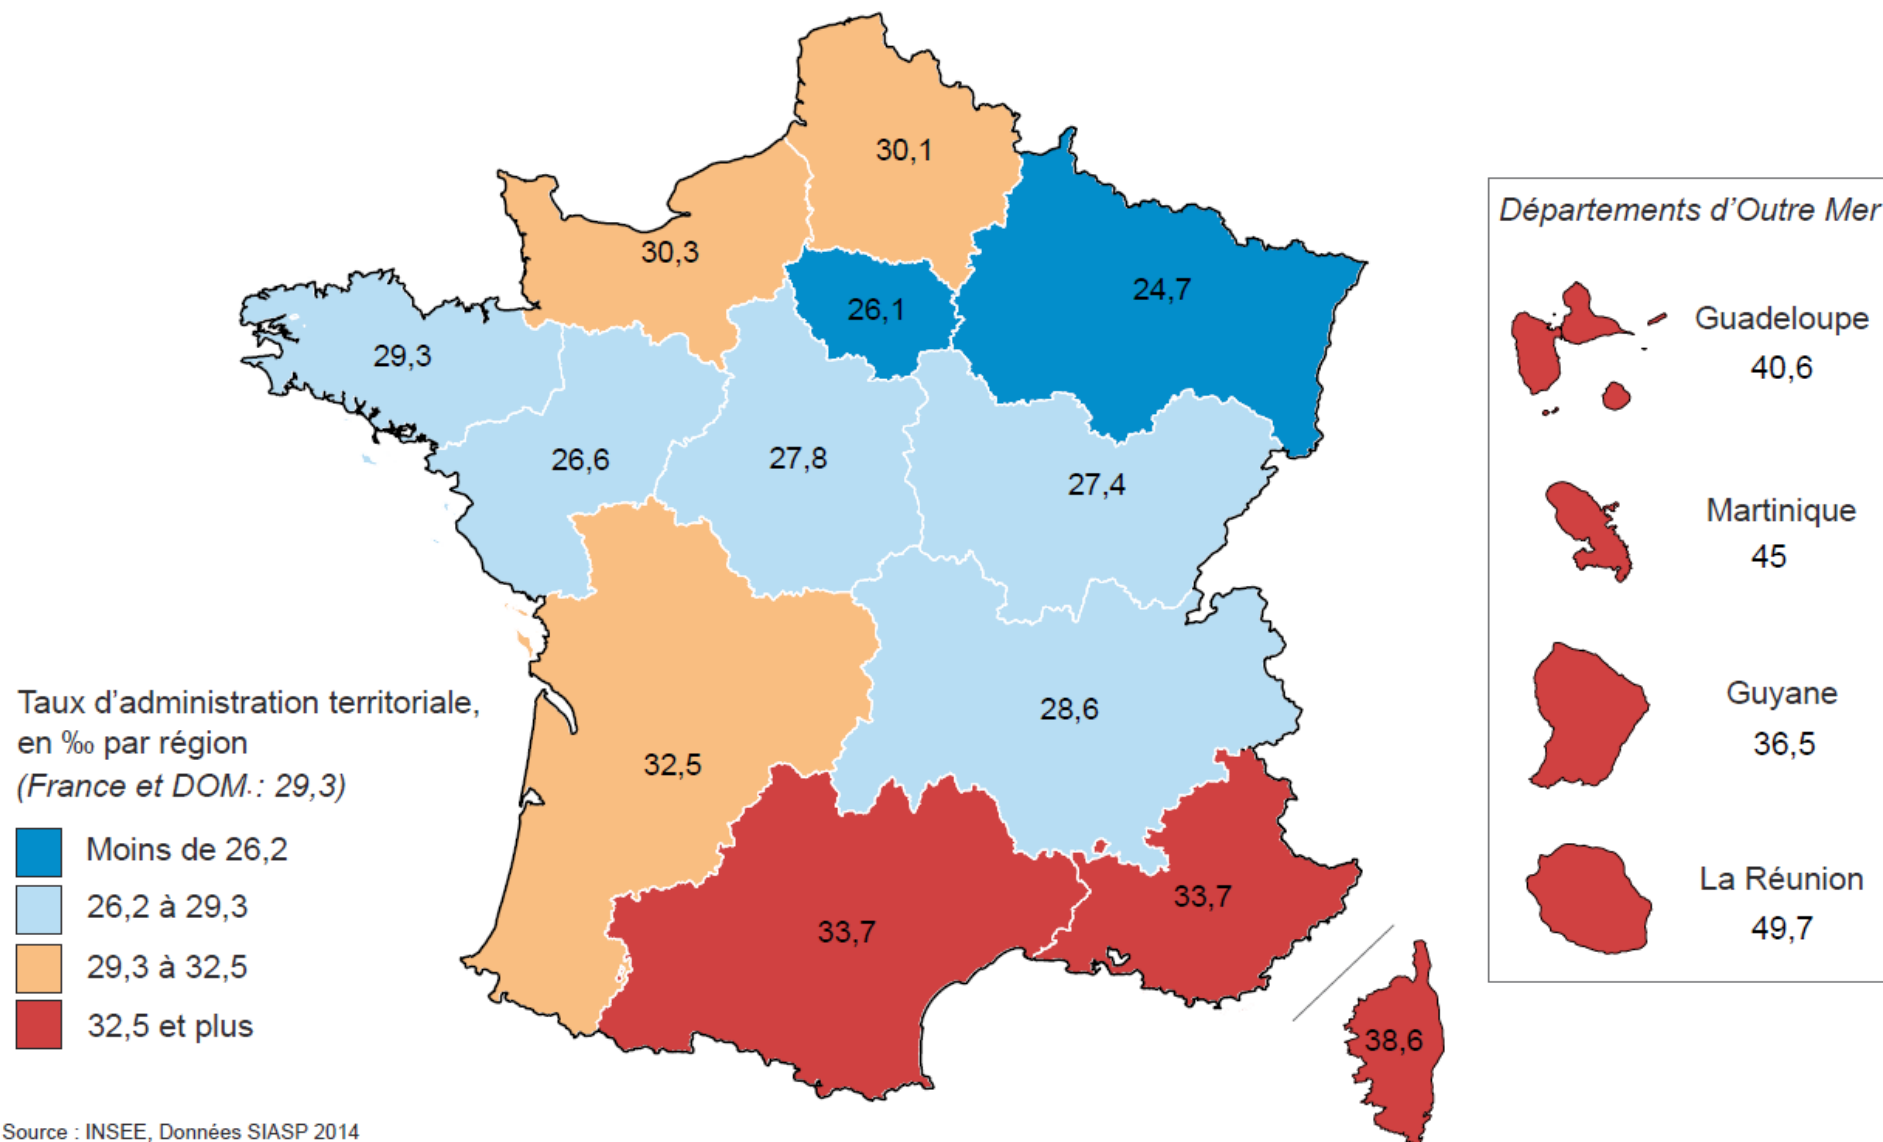 30,1
30,3
24,7
26,1
29,3
26,6
27,8
27,4
28,6
32,5
33,7
33,7
38,6
Départements d'Outre Mer
Guadeloupe
40,6
Martinique
45
Guyane
36,5
La Réunion
49,7
Taux d'administration territoriale,
en ‰ par région
(France et DOM.: 29,3)
Moins de 26,2
26,2 à 29,3
29,3 à 32,5
32,5 et plus
Source : INSEE, Données SIASP 2014